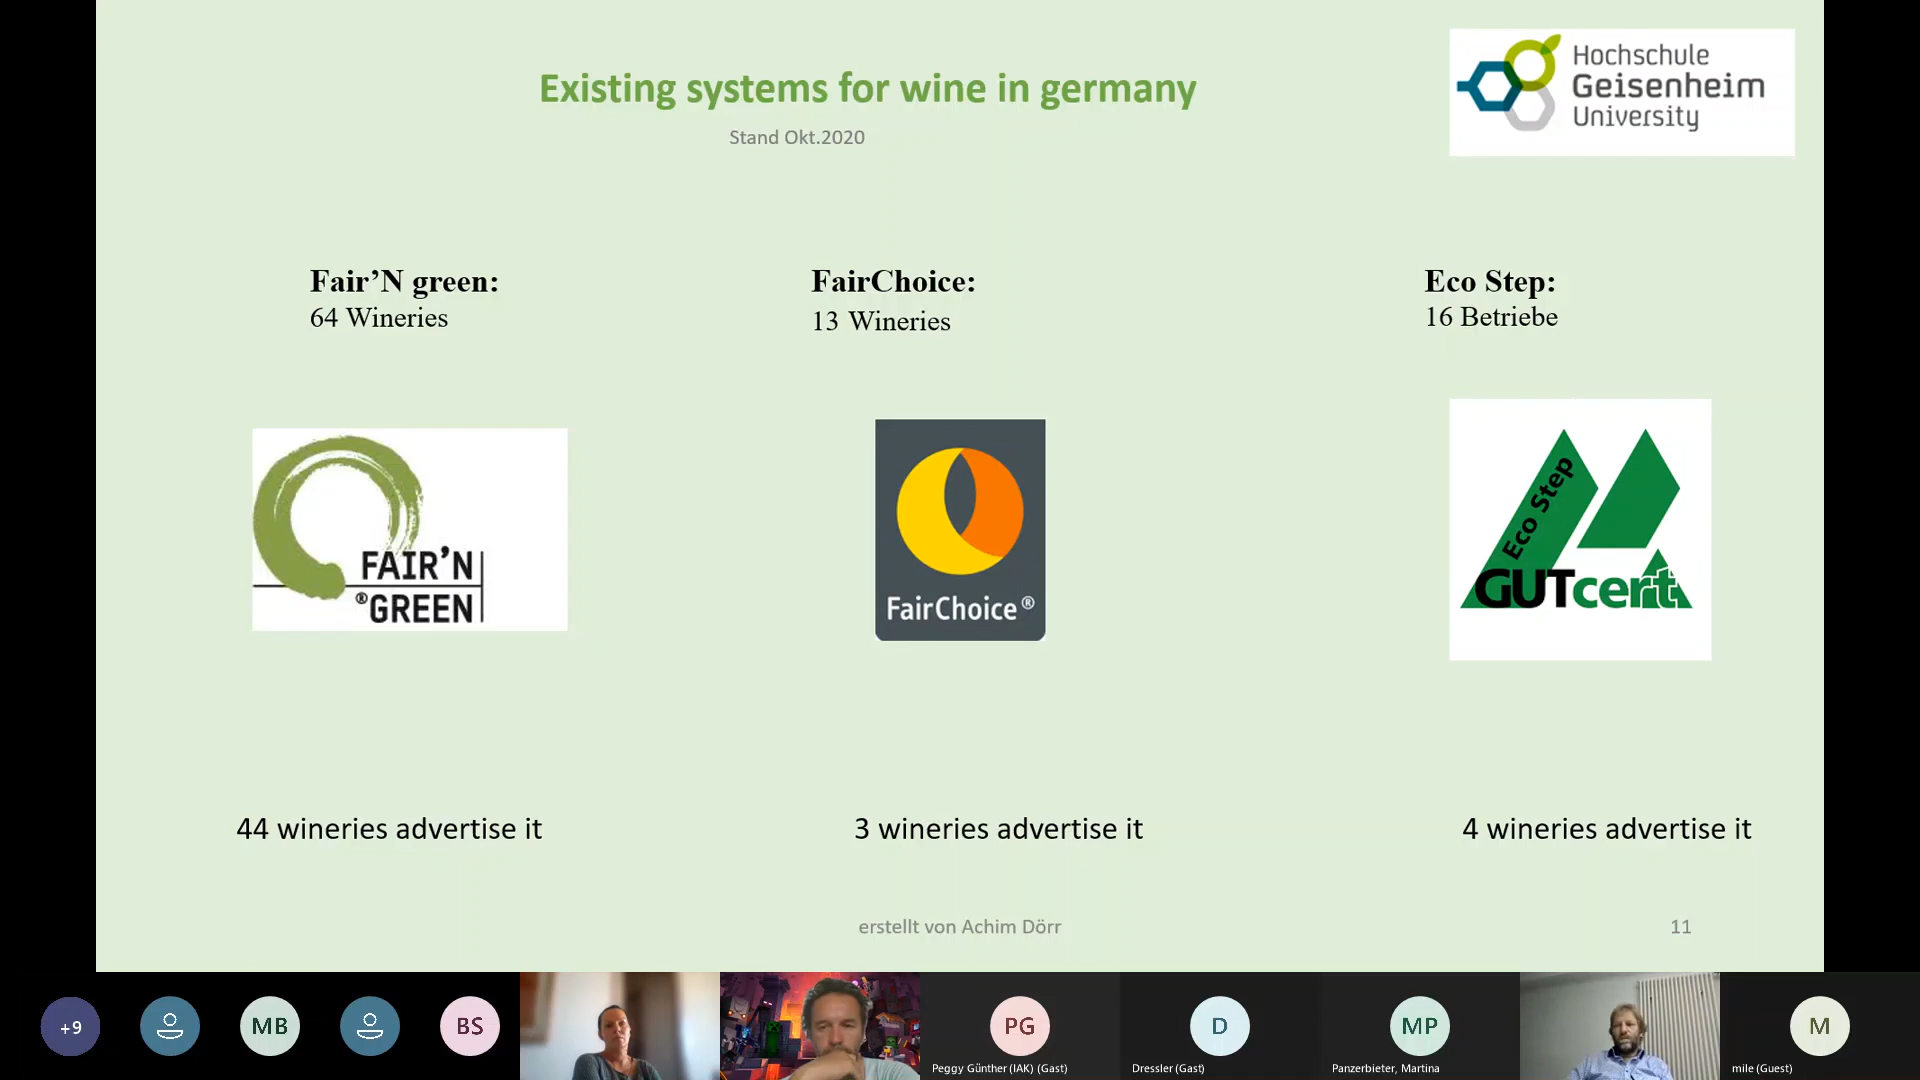 Existing systems for wine in germany
Stand Okt.2020
Hochschule
Geisenheim
University
Fair’N green:
64 Wineries
FairChoice:
13 Wineries
Eco Step:
16 Betriebe
FAIR’N
®GREEN
FairChoice®
Eco Step
GUTcert
44 wineries advertise it
3 wineries advertise it
4 wineries advertise it
erstellt von Achim Dörr
11
+9
MB
BS
PG
Peggy Günther (IAK) (Gast)
D
Dressler (Gast)
MP
Panzerbieter, Martina
M
mile (Guest)